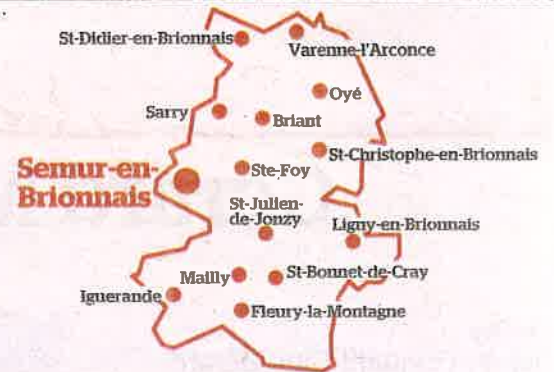 St-Didier-en-Brionnais
Varenne-l'Arconce
Oyé
Sarry
Briant
St-Christophe-en-Brionnais
Semur-en-
Brionnais
Ste-Foy
St-Julien-
de-Jonzy
Ligny-en-Brionnais
Mailly
St-Bonnet-de-Cray
Iguerande
Fleury-la-Montagne